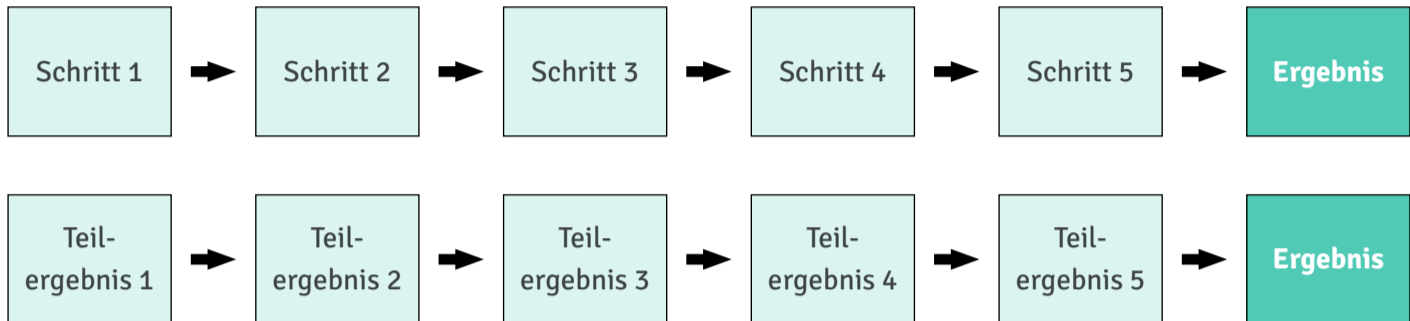 Schritt 1 Schritt 2 Schritt 3 Schritt 4 Schritt 5 Ergebnis
Teil- Teil- Teil- Teil- Teil- Ergebnis
ergebnis 1 ergebnis 2 ergebnis 3 ergebnis 4 ergebnis 5